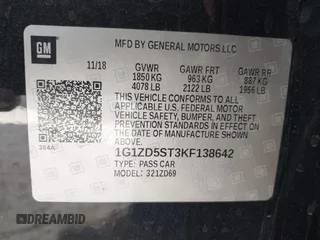 GM
MFD BY GENERAL MOTORS LLC
11/18 GVWR GAWR FRT GAWR RR
1850 KG 963 KG 887 KG
4078 LB 2122 LB 1956 LB
THIS VEHICLE CONFORMS TO ALL APPLICABLE
U.S. FEDERAL MOTOR VEHICLE SAFETY, BUMPER,
AND THEFT PREVENTION STANDARDS IN EFFECT
ON THE DATE OF MANUFACTURE SHOWN ABOVE.
384A
1G1ZD5ST3KF138642
TYPE: PASS CAR
MODEL: 321ZD69
DREAMBID